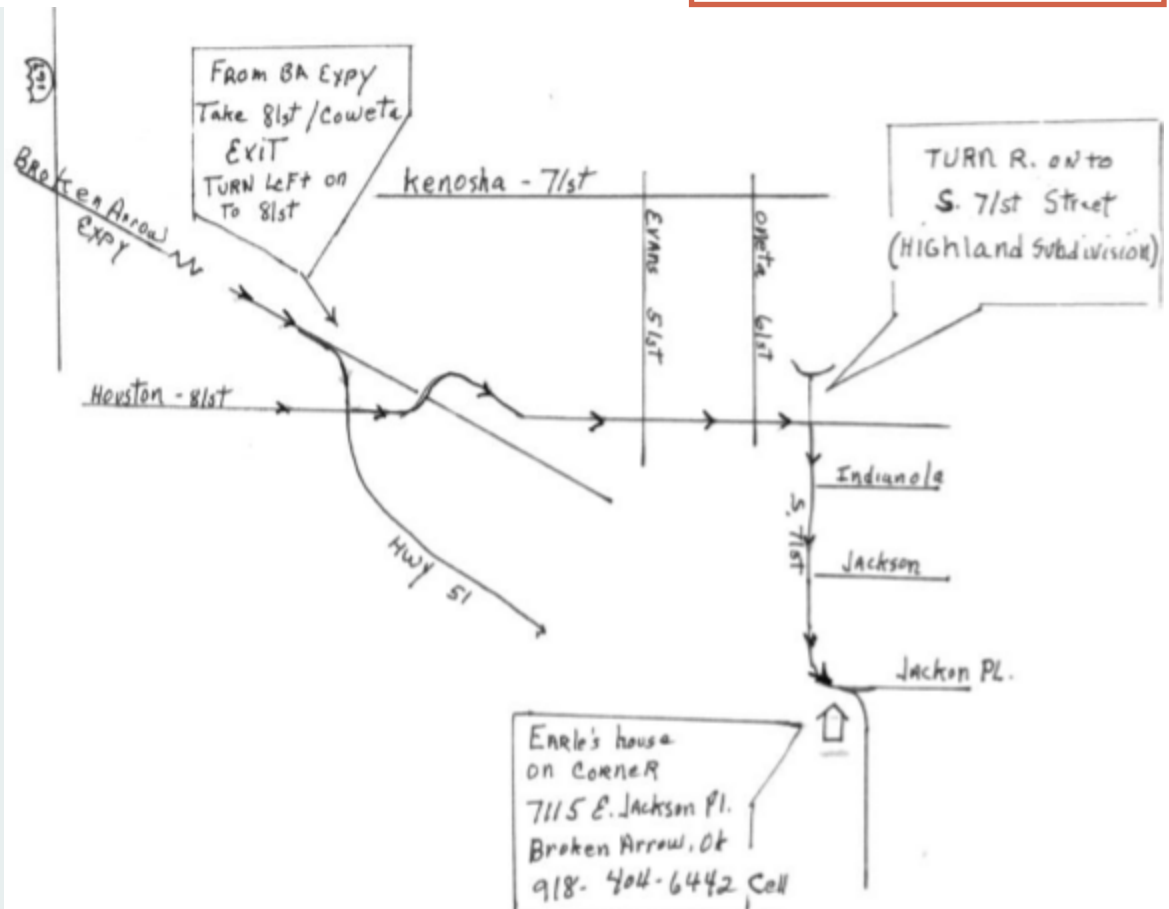 FROM BA EXPY
Take 81st/Coweta
EXIT
TURN LEFt on
To 81st
BRoken Arrow
EXPY
Kenosha - 71st
EVANS 51st
61st
TURN R. on to
S. 71st Street
(HIGHland Subdivision)
Houston - 81st
Indianola
S. 71st
Jackson
HWY 51
Jackon PL.
EARle's house
on CORNER
7115 E. Jackson Pl.
Broken Arrow, Ok
918-404-6442 Cell